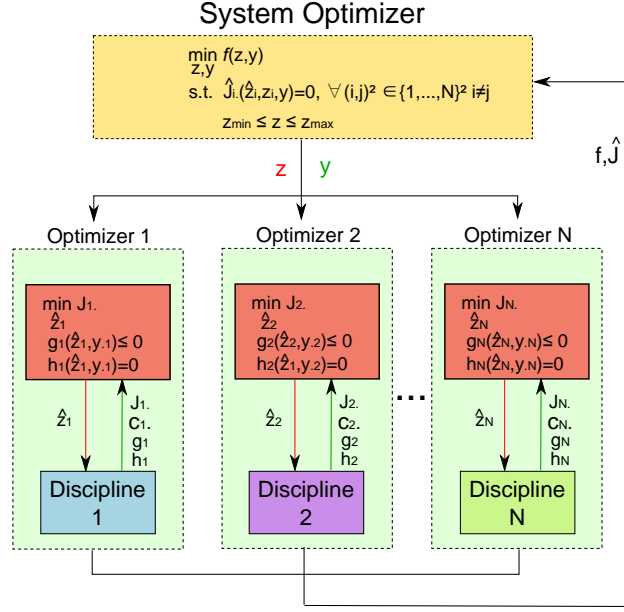 System Optimizer
min f(z,y)
z,y
s.t. Ĵi.(ẑi,zi,y)=0, ∀(i,j)² ∈{1,...,N}² i≠j
zmin ≤ z ≤ zmax
z y
f,Ĵ
Optimizer 1
min J1.
ẑ1
g1(ẑ1,y.1)≤ 0
h1(ẑ1,y.1)=0
ẑ1
J1.
c1.
g1
h1
Discipline
1
Optimizer 2
min J2.
ẑ2
g2(ẑ2,y.2)≤ 0
h2(ẑ1,y.2)=0
ẑ2
J2.
c2.
g2
h2
Discipline
2
...
Optimizer N
min JN.
ẑN
gN(ẑN,y.N)≤ 0
hN(ẑN,y.N)=0
ẑN
JN.
cN.
gN
hN
Discipline
N